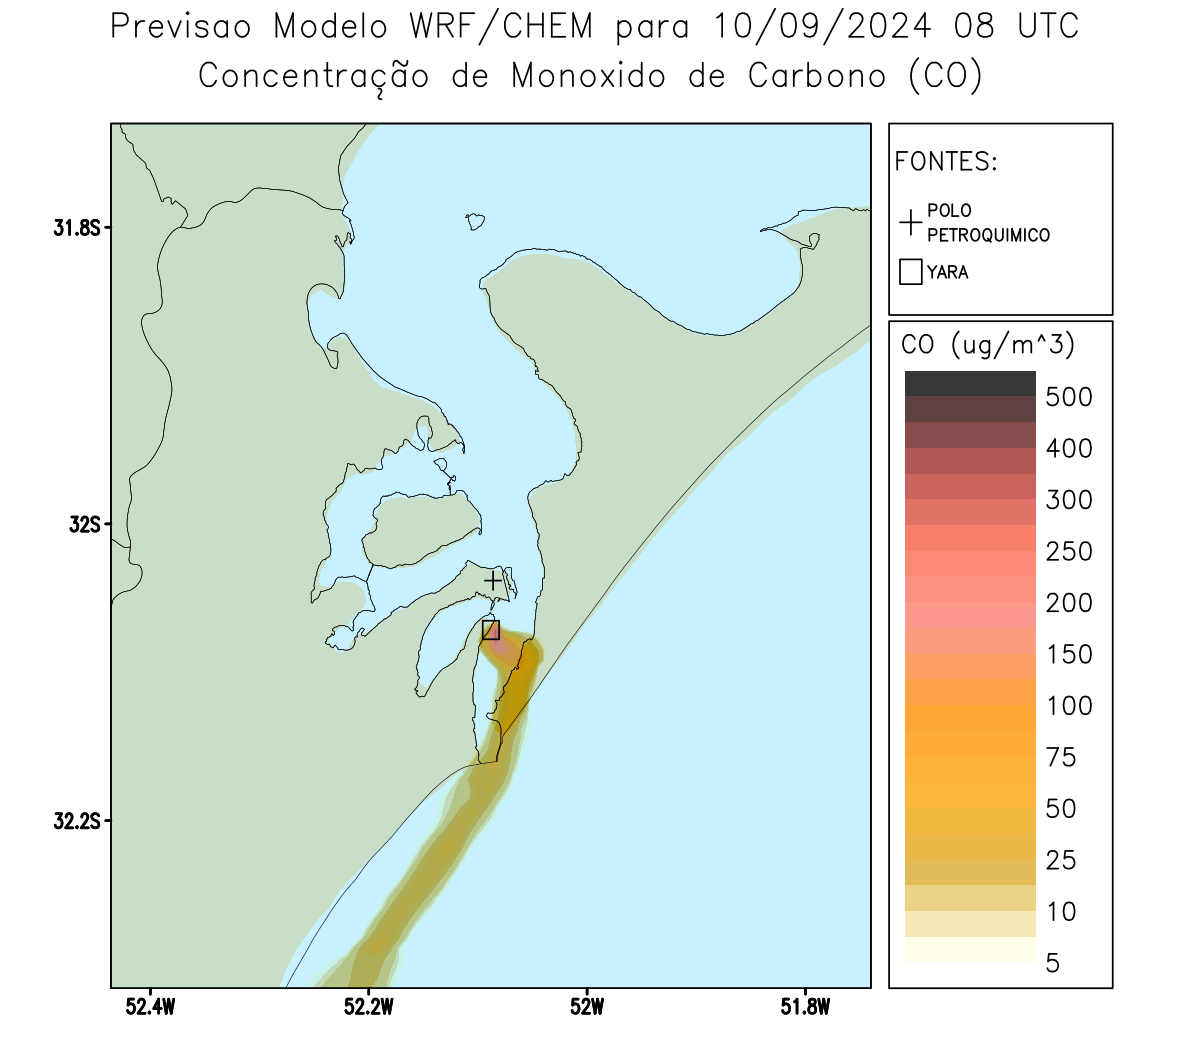 Previsao Modelo WRF/CHEM para 10/09/2024 08 UTC
Concentração de Monoxido de Carbono (CO)
FONTES:
POLO
PETROQUIMICO
YARA
CO (ug/m^3)
500
400
300
250
200
150
100
75
50
25
10
5
31.8S
32S
32.2S
52.4W
52.2W
52W
51.8W